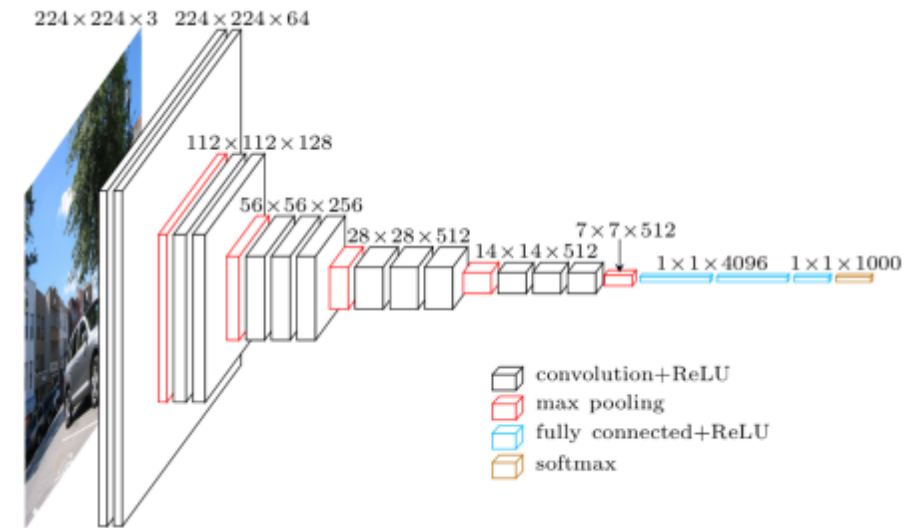 224×224×3
224×224×64
112×112×128
56×56×256
28×28×512
14×14×512
7×7×512
1×1×4096
1×1×1000
convolution+ReLU
max pooling
fully connected+ReLU
softmax